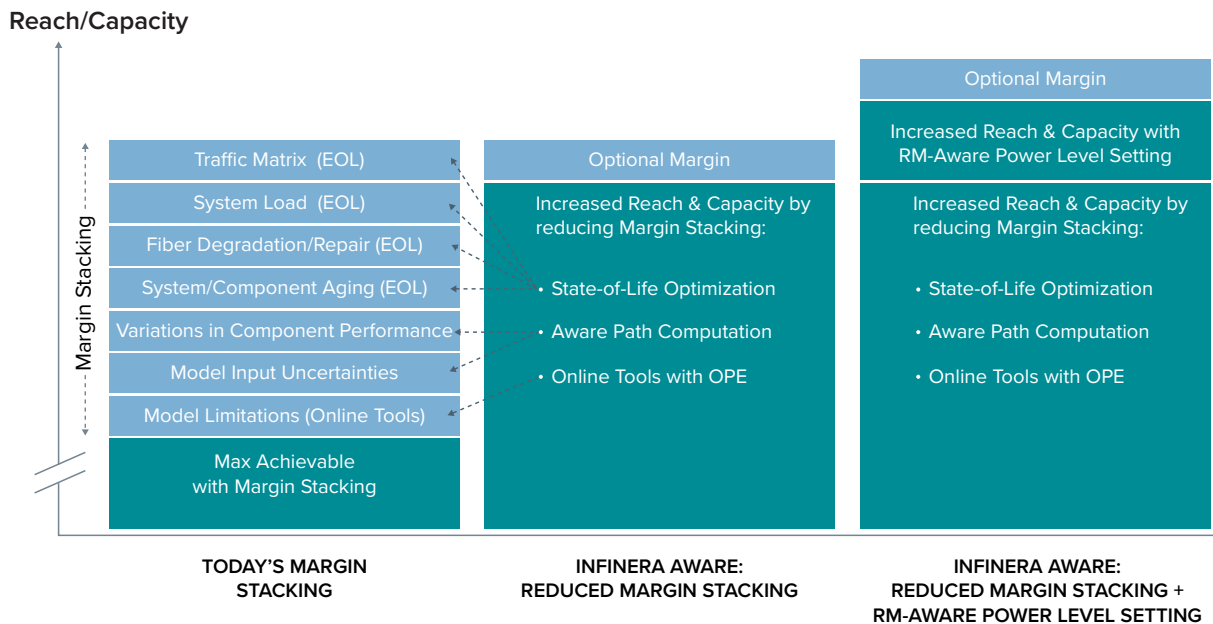 Reach/Capacity
Margin Stacking
Traffic Matrix (EOL)
System Load (EOL)
Fiber Degradation/Repair (EOL)
System/Component Aging (EOL)
Variations in Component Performance
Model Input Uncertainties
Model Limitations (Online Tools)
Max Achievable
with Margin Stacking
Optional Margin
Increased Reach & Capacity by
reducing Margin Stacking:
• State-of-Life Optimization
• Aware Path Computation
• Online Tools with OPE
Optional Margin
Increased Reach & Capacity with
RM-Aware Power Level Setting
Increased Reach & Capacity by
reducing Margin Stacking:
• State-of-Life Optimization
• Aware Path Computation
• Online Tools with OPE
TODAY'S MARGIN
STACKING
INFINERA AWARE:
REDUCED MARGIN STACKING
INFINERA AWARE:
REDUCED MARGIN STACKING +
RM-AWARE POWER LEVEL SETTING